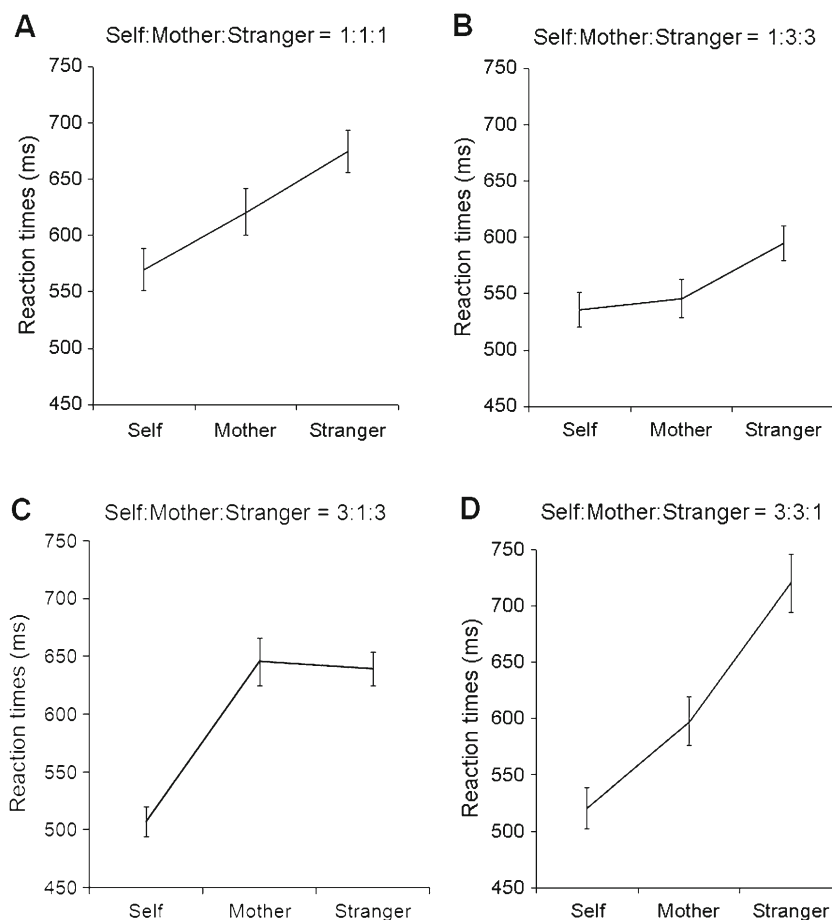 A
Self:Mother:Stranger = 1:1:1
Reaction times (ms)
750
700
650
600
550
500
450
Self Mother Stranger
B
Self:Mother:Stranger = 1:3:3
Reaction times (ms)
750
700
650
600
550
500
450
Self Mother Stranger
C
Self:Mother:Stranger = 3:1:3
Reaction times (ms)
750
700
650
600
550
500
450
Self Mother Stranger
D
Self:Mother:Stranger = 3:3:1
Reaction times (ms)
750
700
650
600
550
500
450
Self Mother Stranger